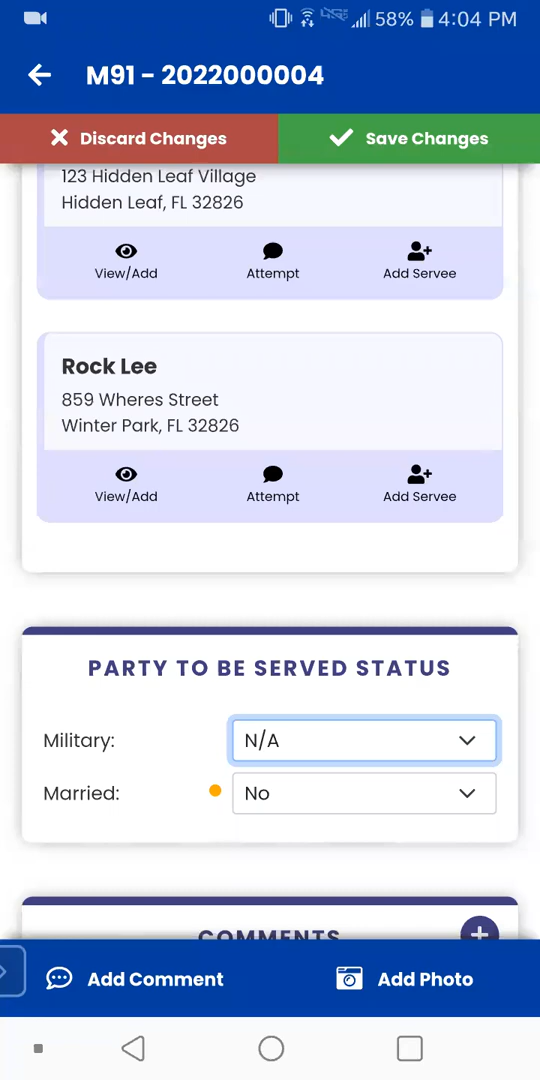 58% 4:04 PM
M91 - 2022000004
Discard Changes Save Changes
123 Hidden Leaf Village
Hidden Leaf, FL 32826
View/Add Attempt Add Servee
Rock Lee
859 Wheres Street
Winter Park, FL 32826
View/Add Attempt Add Servee
PARTY TO BE SERVED STATUS
Military: N/A
Married: No
COMMENTS
Add Comment Add Photo